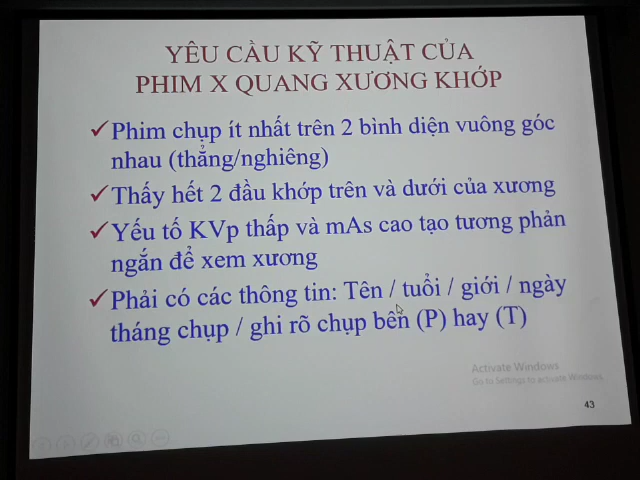 YÊU CẦU KỸ THUẬT CỦA
PHIM X QUANG XƯƠNG KHỚP
✓Phim chụp ít nhất trên 2 bình diện vuông góc
nhau (thẳng/nghiêng)
✓Thấy hết 2 đầu khớp trên và dưới của xương
✓Yếu tố KVp thấp và mAs cao tạo tương phản
ngắn để xem xương
✓Phải có các thông tin: Tên / tuổi / giới / ngày
tháng chụp / ghi rõ chụp bên (P) hay (T)
Activate Windows
Go to Settings to activate Windows.
43